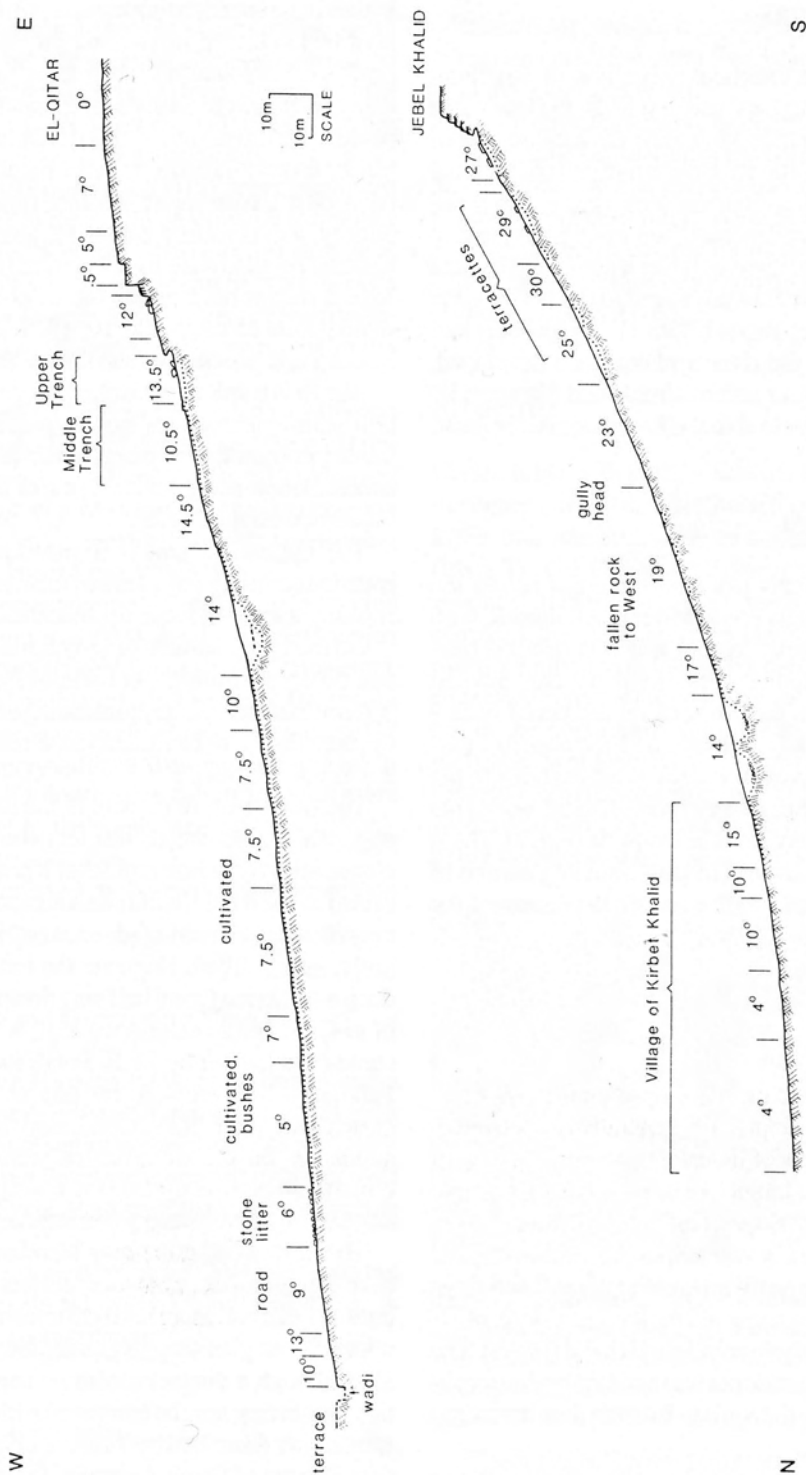 W
E
EL-QITAR
terrace
wadi
10°
13°
road
9°
stone
litter
6°
cultivated,
bushes
5°
7°
cultivated
7.5°
7.5°
7.5°
10°
14°
14.5°
Middle
Trench
10.5°
Upper
Trench
13.5°
12°
.5°
5°
7°
0°
10m
10m
SCALE
N
S
JEBEL KHALID
Village of Kirbet Khalid
4°
4°
10°
10°
15°
14°
17°
fallen rock
to West
19°
gully
head
23°
25°
terracettes
30°
29°
27°